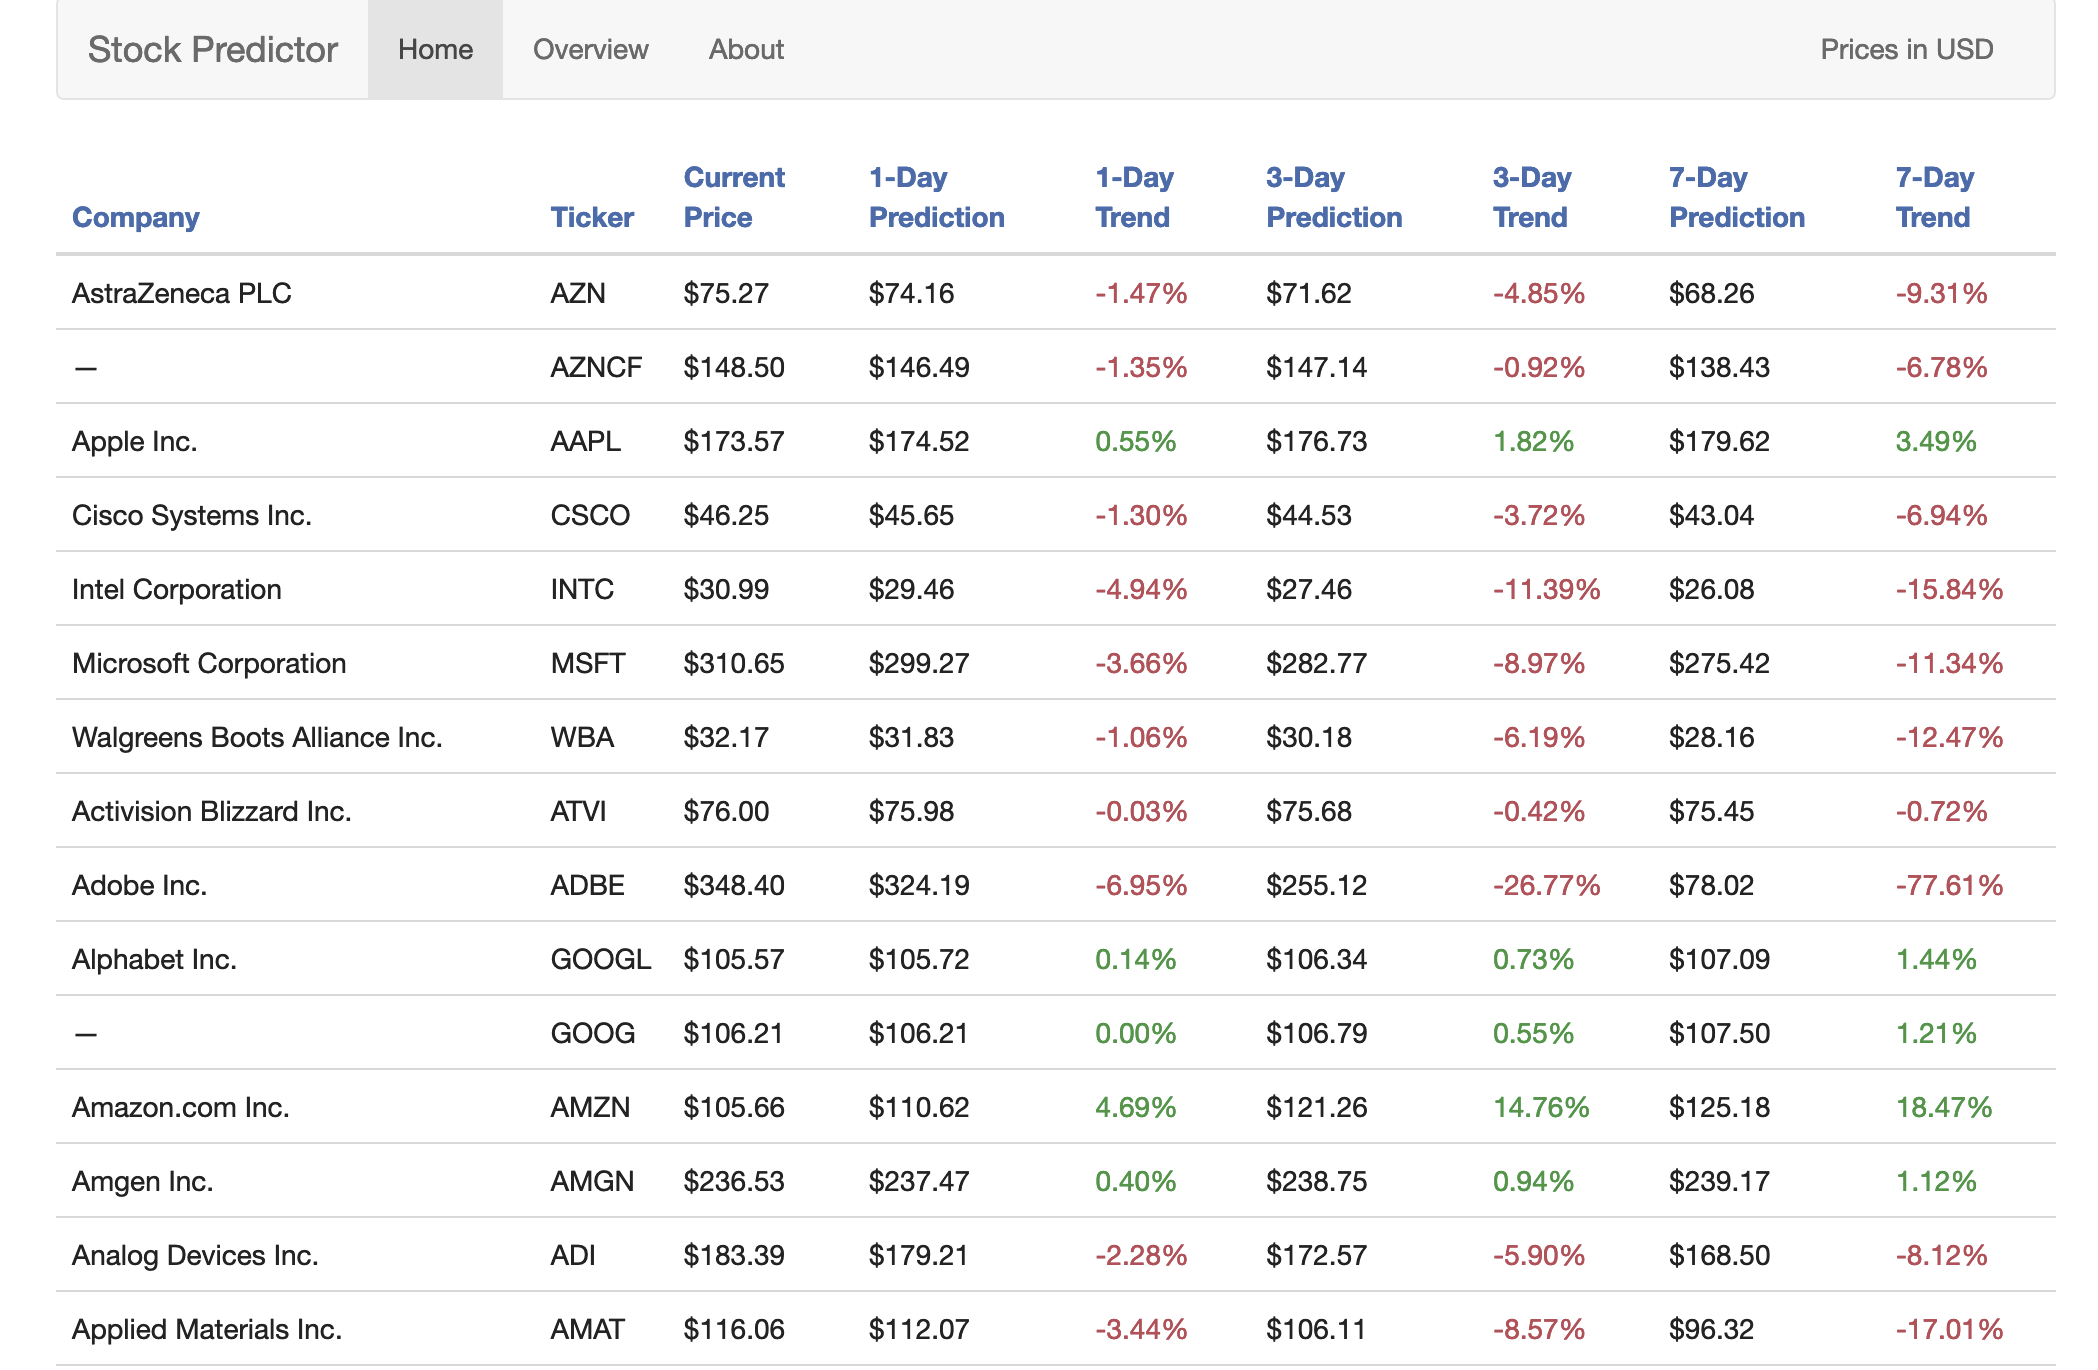 Stock Predictor Home Overview About Prices in USD
Company Ticker Current Price 1-Day Prediction 1-Day Trend 3-Day Prediction 3-Day Trend 7-Day Prediction 7-Day Trend
AstraZeneca PLC AZN $75.27 $74.16 -1.47% $71.62 -4.85% $68.26 -9.31%
— AZNCF $148.50 $146.49 -1.35% $147.14 -0.92% $138.43 -6.78%
Apple Inc. AAPL $173.57 $174.52 0.55% $176.73 1.82% $179.62 3.49%
Cisco Systems Inc. CSCO $46.25 $45.65 -1.30% $44.53 -3.72% $43.04 -6.94%
Intel Corporation INTC $30.99 $29.46 -4.94% $27.46 -11.39% $26.08 -15.84%
Microsoft Corporation MSFT $310.65 $299.27 -3.66% $282.77 -8.97% $275.42 -11.34%
Walgreens Boots Alliance Inc. WBA $32.17 $31.83 -1.06% $30.18 -6.19% $28.16 -12.47%
Activision Blizzard Inc. ATVI $76.00 $75.98 -0.03% $75.68 -0.42% $75.45 -0.72%
Adobe Inc. ADBE $348.40 $324.19 -6.95% $255.12 -26.77% $78.02 -77.61%
Alphabet Inc. GOOGL $105.57 $105.72 0.14% $106.34 0.73% $107.09 1.44%
— GOOG $106.21 $106.21 0.00% $106.79 0.55% $107.50 1.21%
Amazon.com Inc. AMZN $105.66 $110.62 4.69% $121.26 14.76% $125.18 18.47%
Amgen Inc. AMGN $236.53 $237.47 0.40% $238.75 0.94% $239.17 1.12%
Analog Devices Inc. ADI $183.39 $179.21 -2.28% $172.57 -5.90% $168.50 -8.12%
Applied Materials Inc. AMAT $116.06 $112.07 -3.44% $106.11 -8.57% $96.32 -17.01%